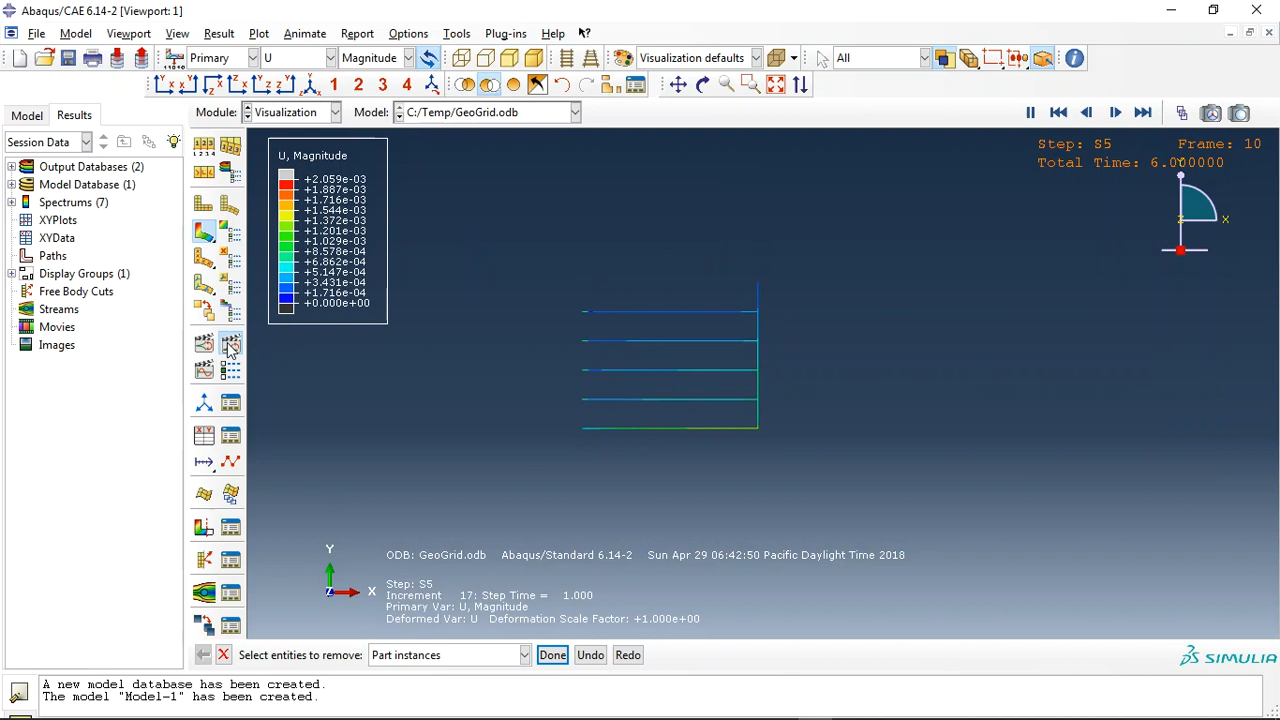 Abaqus/CAE 6.14-2 [Viewport: 1]
File Model Viewport View Result Plot Animate Report Options Tools Plug-ins Help
Primary U Magnitude Visualization defaults All
1 2 3 4
Module: Visualization Model: C:/Temp/GeoGrid.odb
Model Results
Session Data
Output Databases (2)
Model Database (1)
Spectrums (7)
XYPlots
XYData
Paths
Display Groups (1)
Free Body Cuts
Streams
Movies
Images
U, Magnitude
+2.059e-03
+1.887e-03
+1.716e-03
+1.544e-03
+1.372e-03
+1.201e-03
+1.029e-03
+8.578e-04
+6.862e-04
+5.147e-04
+3.431e-04
+1.716e-04
+0.000e+00
Step: S5 Frame: 10
Total Time: 6.000000
Y
X
Z
Y
X
Z
ODB: GeoGrid.odb Abaqus/Standard 6.14-2 Sun Apr 29 06:42:50 Pacific Daylight Time 2018
Step: S5
Increment 17: Step Time = 1.000
Primary Var: U, Magnitude
Deformed Var: U Deformation Scale Factor: +1.000e+00
Select entities to remove: Part instances Done Undo Redo
SIMULIA
A new model database has been created.
The model "Model-1" has been created.